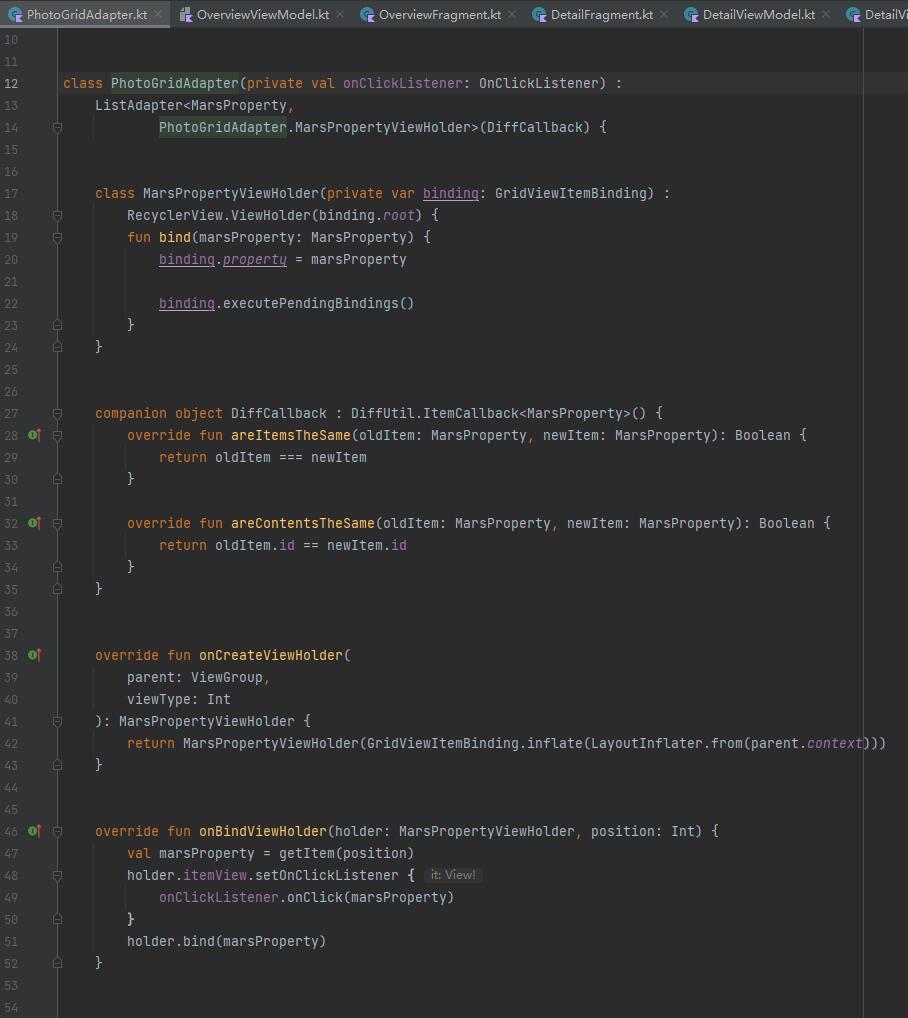 PhotoGridAdapter.kt × OverviewViewModel.kt × OverviewFragment.kt × DetailFragment.kt × DetailViewModel.kt × DetailVi
10
11
12 class PhotoGridAdapter(private val onClickListener: OnClickListener) :
13     ListAdapter<MarsProperty,
14             PhotoGridAdapter.MarsPropertyViewHolder>(DiffCallback) {
15
16
17     class MarsPropertyViewHolder(private var binding: GridViewItemBinding) :
18         RecyclerView.ViewHolder(binding.root) {
19         fun bind(marsProperty: MarsProperty) {
20             binding.property = marsProperty
21
22             binding.executePendingBindings()
23         }
24     }
25
26
27     companion object DiffCallback : DiffUtil.ItemCallback<MarsProperty>() {
28         override fun areItemsTheSame(oldItem: MarsProperty, newItem: MarsProperty): Boolean {
29             return oldItem === newItem
30         }
31
32         override fun areContentsTheSame(oldItem: MarsProperty, newItem: MarsProperty): Boolean {
33             return oldItem.id == newItem.id
34         }
35     }
36
37
38     override fun onCreateViewHolder(
39         parent: ViewGroup,
40         viewType: Int
41     ): MarsPropertyViewHolder {
42         return MarsPropertyViewHolder(GridViewItemBinding.inflate(LayoutInflater.from(parent.context)))
43     }
44
45
46     override fun onBindViewHolder(holder: MarsPropertyViewHolder, position: Int) {
47         val marsProperty = getItem(position)
48         holder.itemView.setOnClickListener { it: View!
49             onClickListener.onClick(marsProperty)
50         }
51         holder.bind(marsProperty)
52     }
53
54